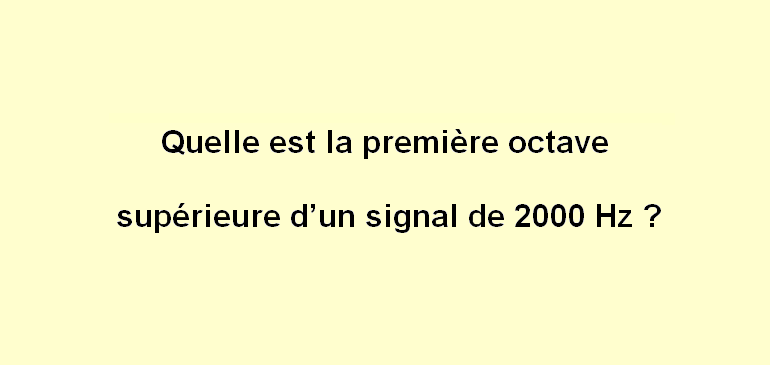 Quelle est la première octave
supérieure d’un signal de 2000 Hz ?